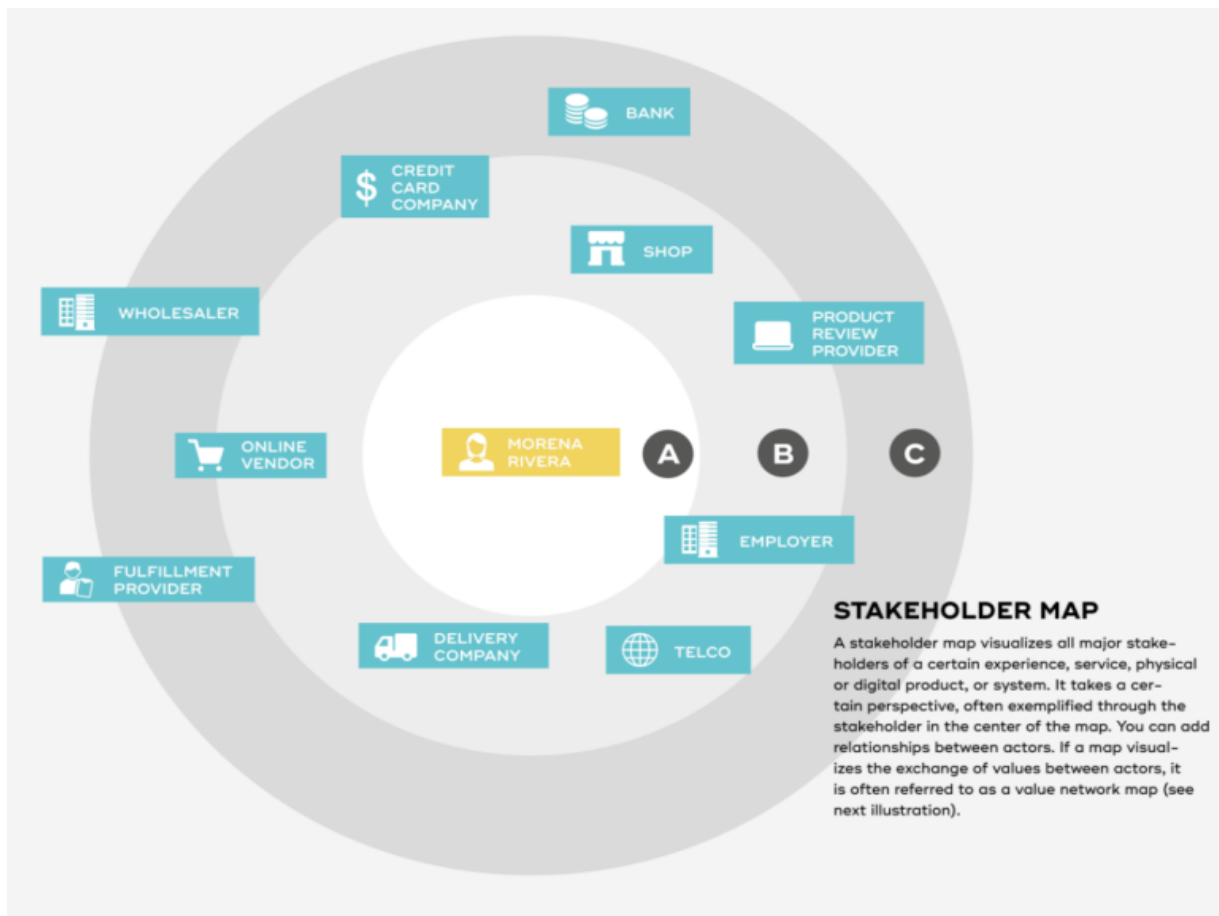 BANK
CREDIT
CARD
COMPANY
$
SHOP
WHOLESALER
PRODUCT
REVIEW
PROVIDER
ONLINE
VENDOR
MORENA
RIVERA
A
B
C
EMPLOYER
FULFILLMENT
PROVIDER
DELIVERY
COMPANY
TELCO
STAKEHOLDER MAP
A stakeholder map visualizes all major stake-
holders of a certain experience, service, physical
or digital product, or system. It takes a cer-
tain perspective, often exemplified through the
stakeholder in the center of the map. You can add
relationships between actors. If a map visual-
izes the exchange of values between actors, it
is often referred to as a value network map (see
next illustration).